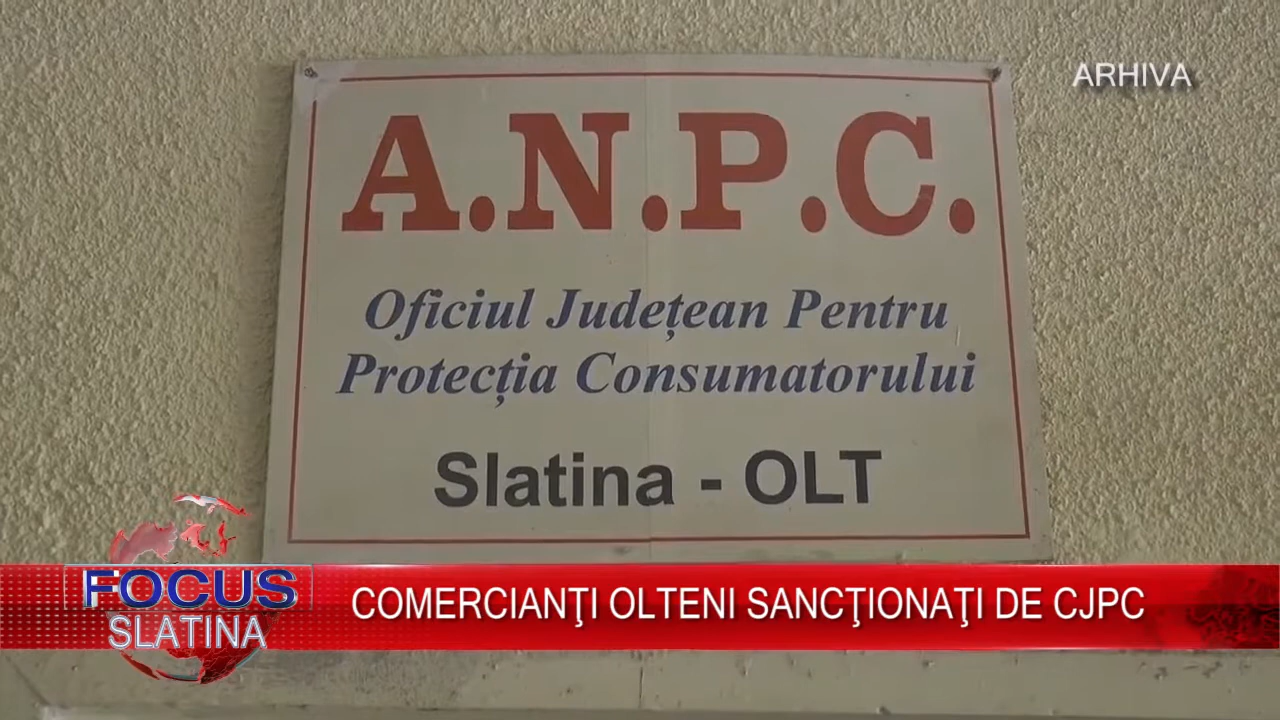 ARHIVA
A.N.P.C.
Oficiul Județean Pentru
Protecția Consumatorului
Slatina - OLT
FOCUS
SLATINA
COMERCIANŢI OLTENI SANCŢIONAŢI DE CJPC